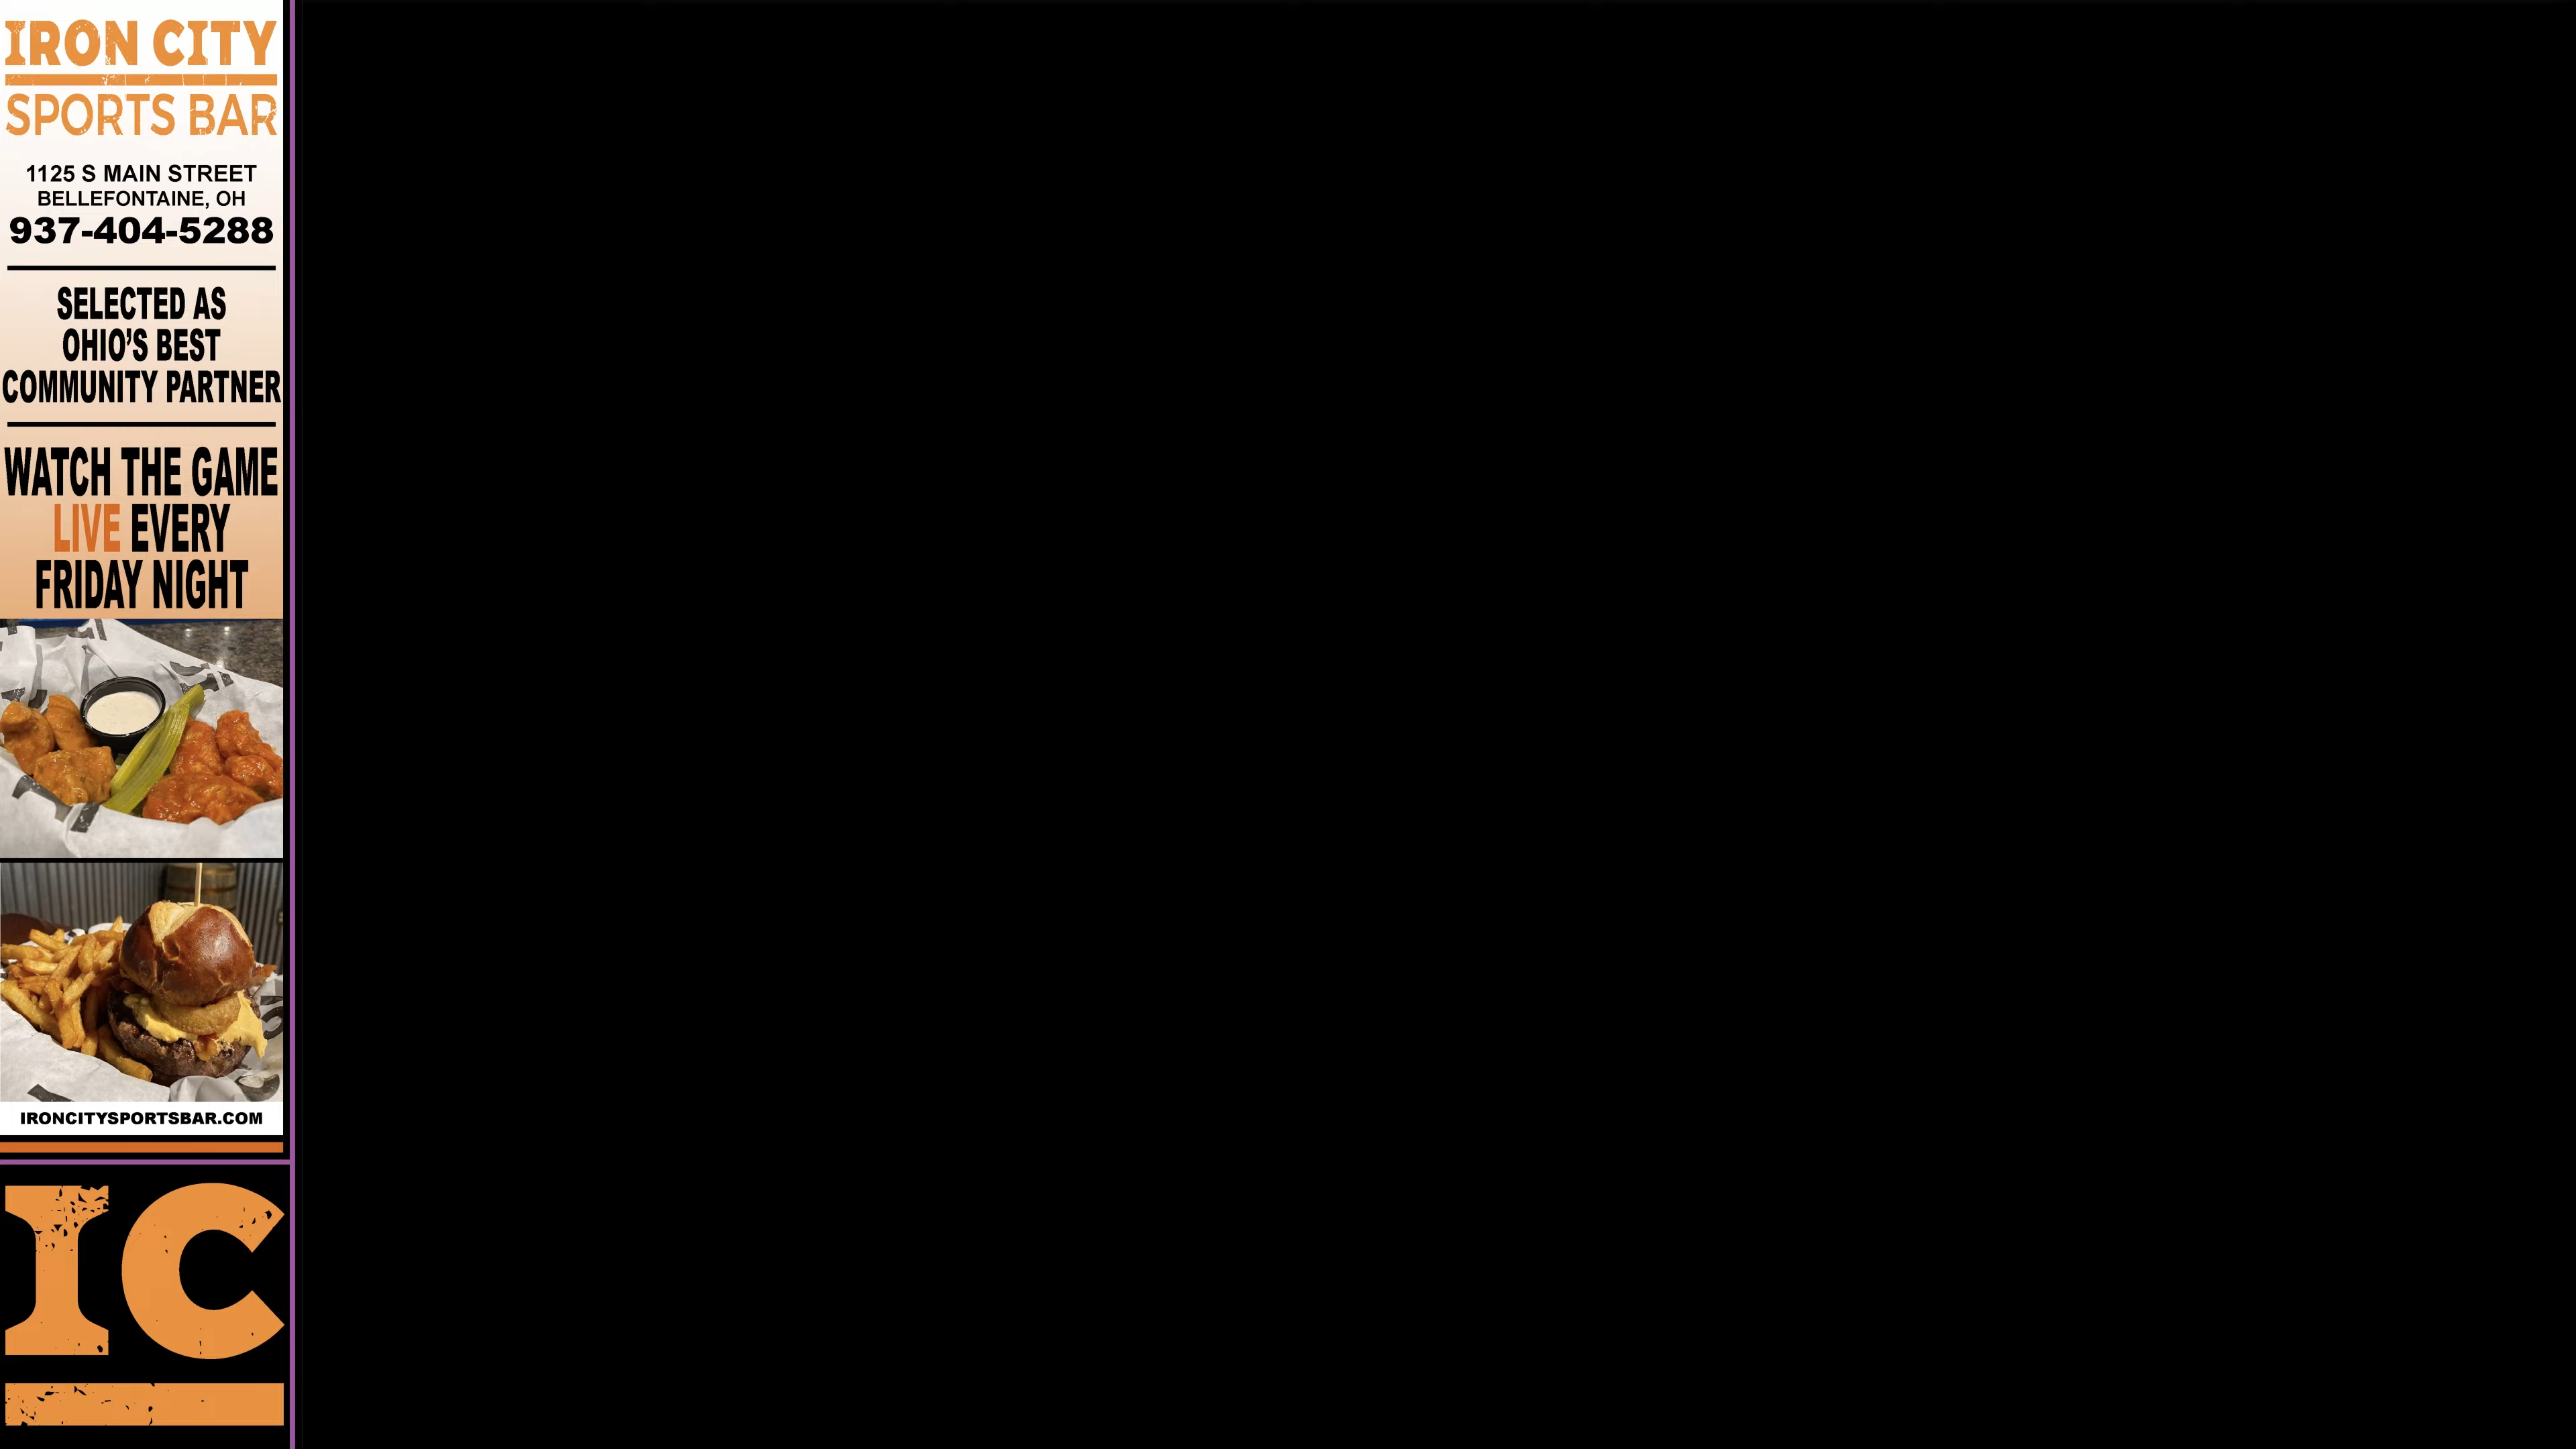 IRON CITY
SPORTS BAR
1125 S MAIN STREET
BELLEFONTAINE, OH
937-404-5288
SELECTED AS
OHIO'S BEST
COMMUNITY PARTNER
WATCH THE GAME
LIVE EVERY
FRIDAY NIGHT
IRONCITYSPORTSBAR.COM
IC